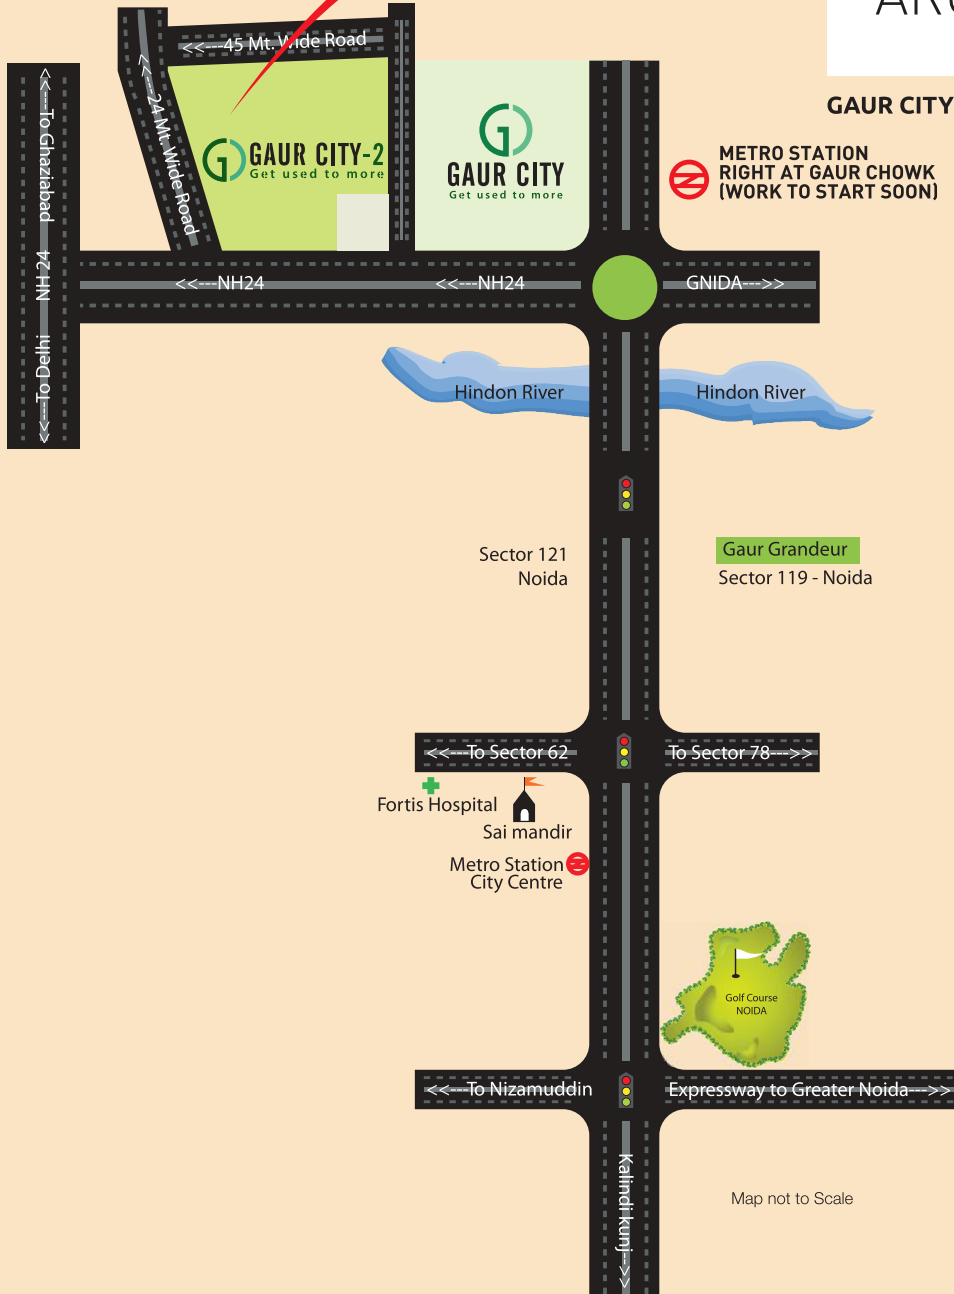 GAUR CITY
<<---45 Mt. Wide Road
<<----24 Mt. Wide Road
GAUR CITY-2
Get used to more
GAUR CITY
Get used to more
METRO STATION
RIGHT AT GAUR CHOWK
(WORK TO START SOON)
<<----To Ghaziabad
NH 24
<<----To Delhi
<<---NH24
<<---NH24
GNIDA--->>
Hindon River
Hindon River
Sector 121
Noida
Gaur Grandeur
Sector 119 - Noida
<<---To Sector 62
To Sector 78--->>
Fortis Hospital
Sai mandir
Metro Station
City Centre
Golf Course
NOIDA
<<---To Nizamuddin
Expressway to Greater Noida--->>
Kalindi kunj-->>
Map not to Scale